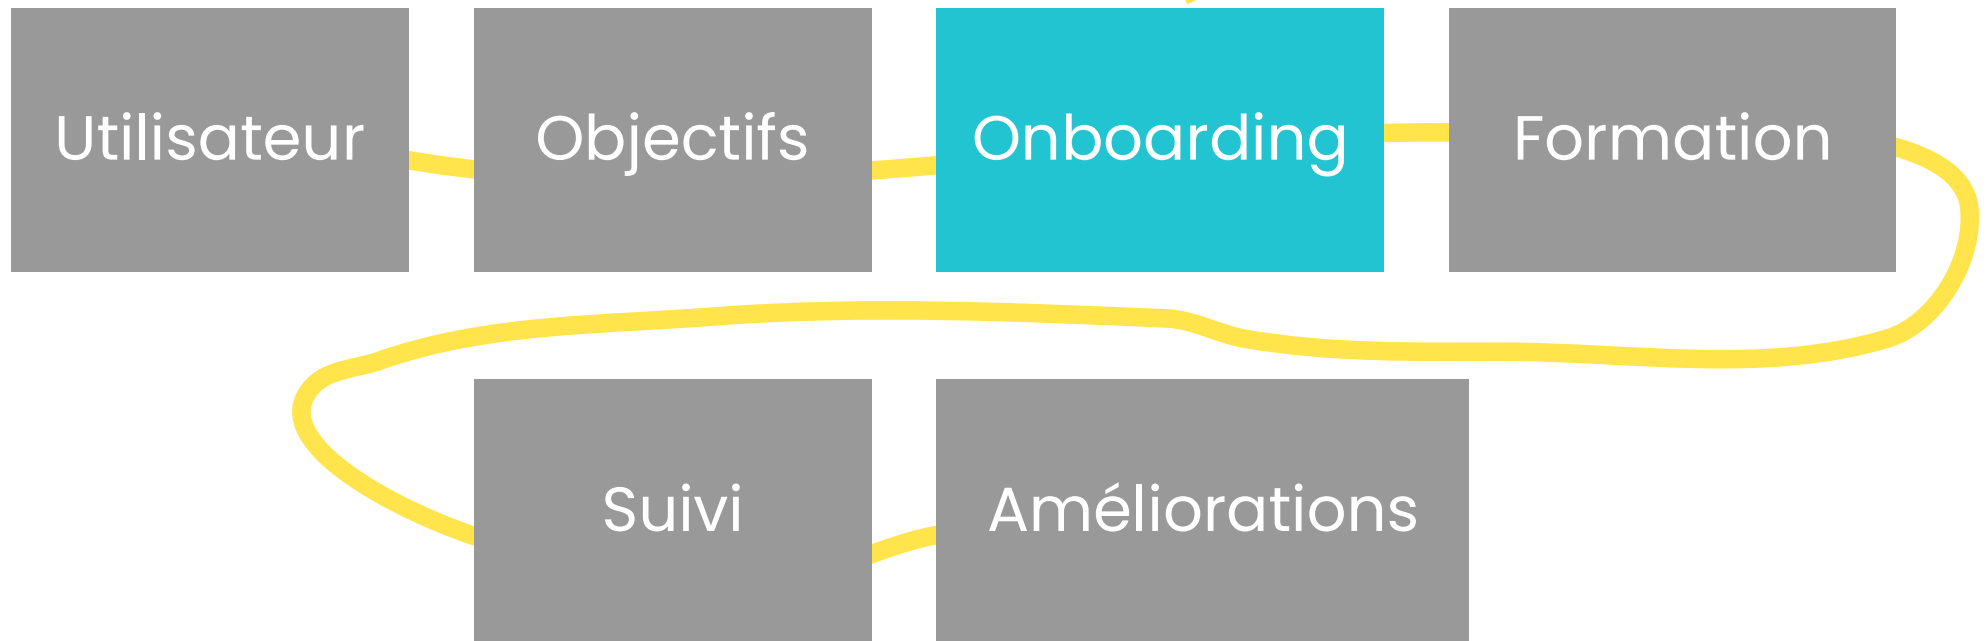 Utilisateur
Objectifs
Onboarding
Formation
Suivi
Améliorations